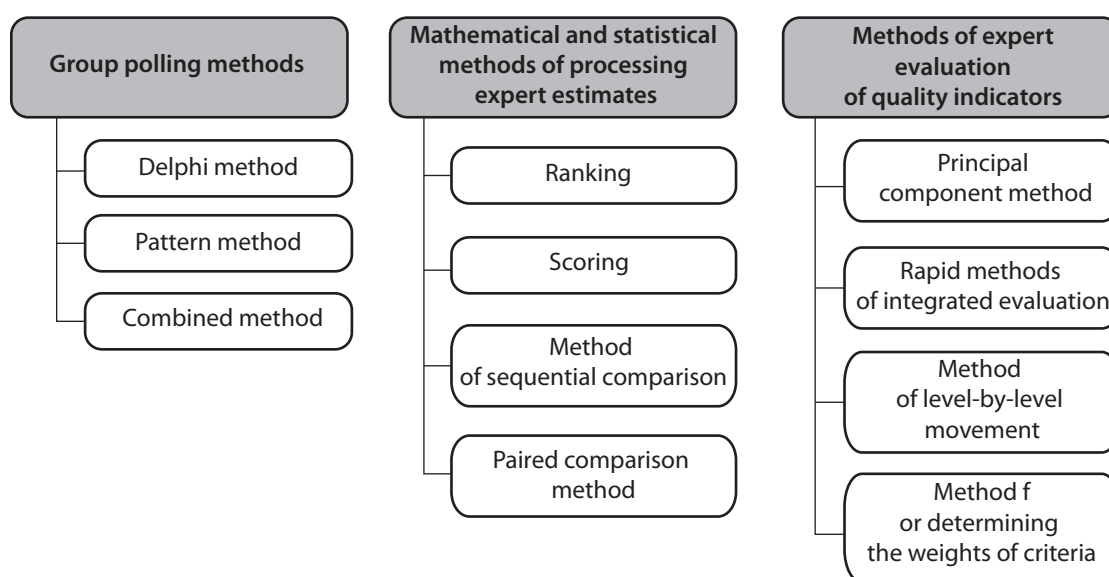 Group polling methods
Delphi method
Pattern method
Combined method
Mathematical and statistical
methods of processing
expert estimates
Ranking
Scoring
Method
of sequential comparison
Paired comparison
method
Methods of expert
evaluation
of quality indicators
Principal
component method
Rapid methods
of integrated evaluation
Method
of level-by-level
movement
Method f
or determining
the weights of criteria